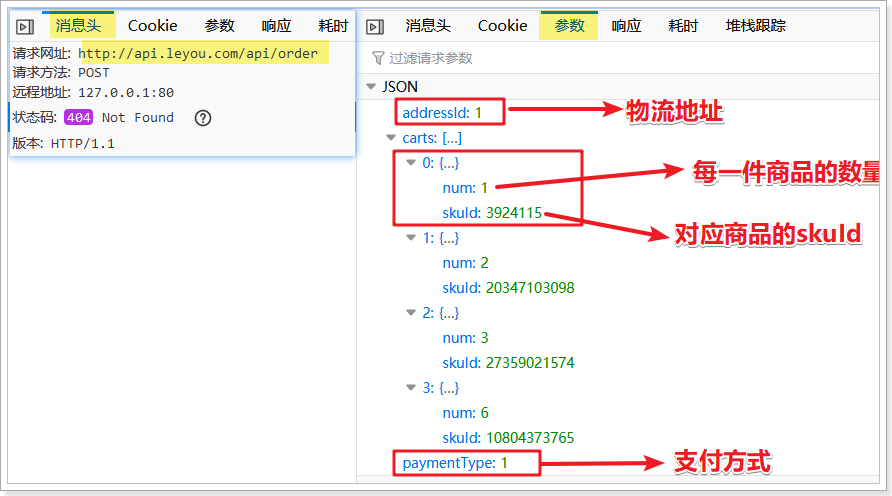 消息头 Cookie 参数 响应 耗时
请求网址: http://api.leyou.com/api/order
请求方法: POST
远程地址: 127.0.0.1:80
状态码: 404 Not Found ?
版本: HTTP/1.1
消息头 Cookie 参数 响应 耗时 堆栈跟踪
过滤请求参数
JSON
addressId: 1 物流地址
carts: [...]
0: {...}
num: 1 每一件商品的数量
skuId: 3924115 对应商品的skuId
1: {...}
num: 2
skuId: 20347103098
2: {...}
num: 3
skuId: 27359021574
3: {...}
num: 6
skuId: 10804373765
paymentType: 1 支付方式